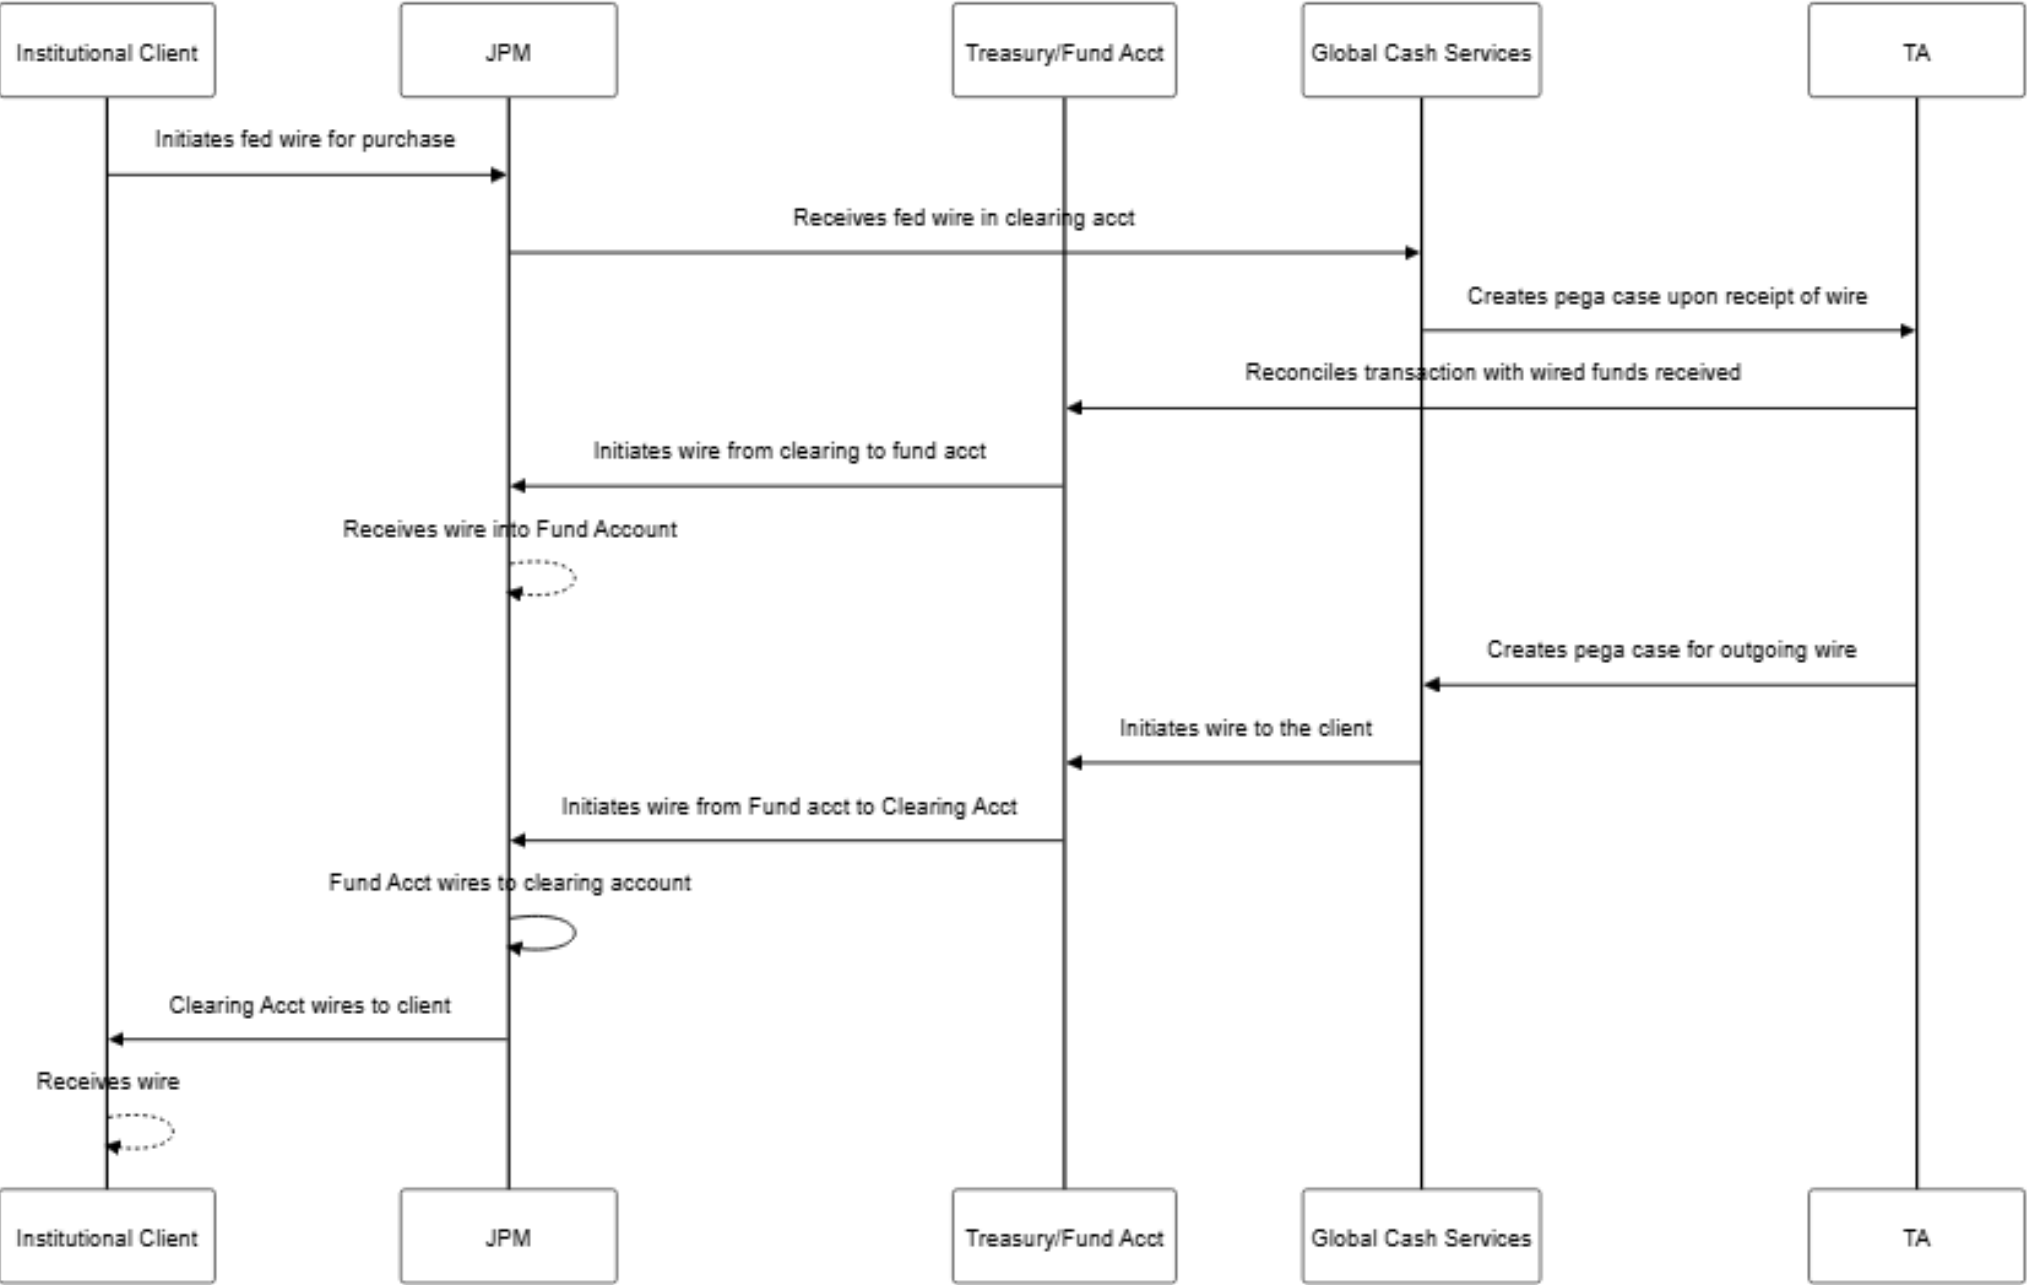 Institutional Client
JPM
Treasury/Fund Acct
Global Cash Services
TA
Initiates fed wire for purchase
Receives fed wire in clearing acct
Creates pega case upon receipt of wire
Reconciles transaction with wired funds received
Initiates wire from clearing to fund acct
Receives wire into Fund Account
Creates pega case for outgoing wire
Initiates wire to the client
Initiates wire from Fund acct to Clearing Acct
Fund Acct wires to clearing account
Clearing Acct wires to client
Receives wire
Institutional Client
JPM
Treasury/Fund Acct
Global Cash Services
TA